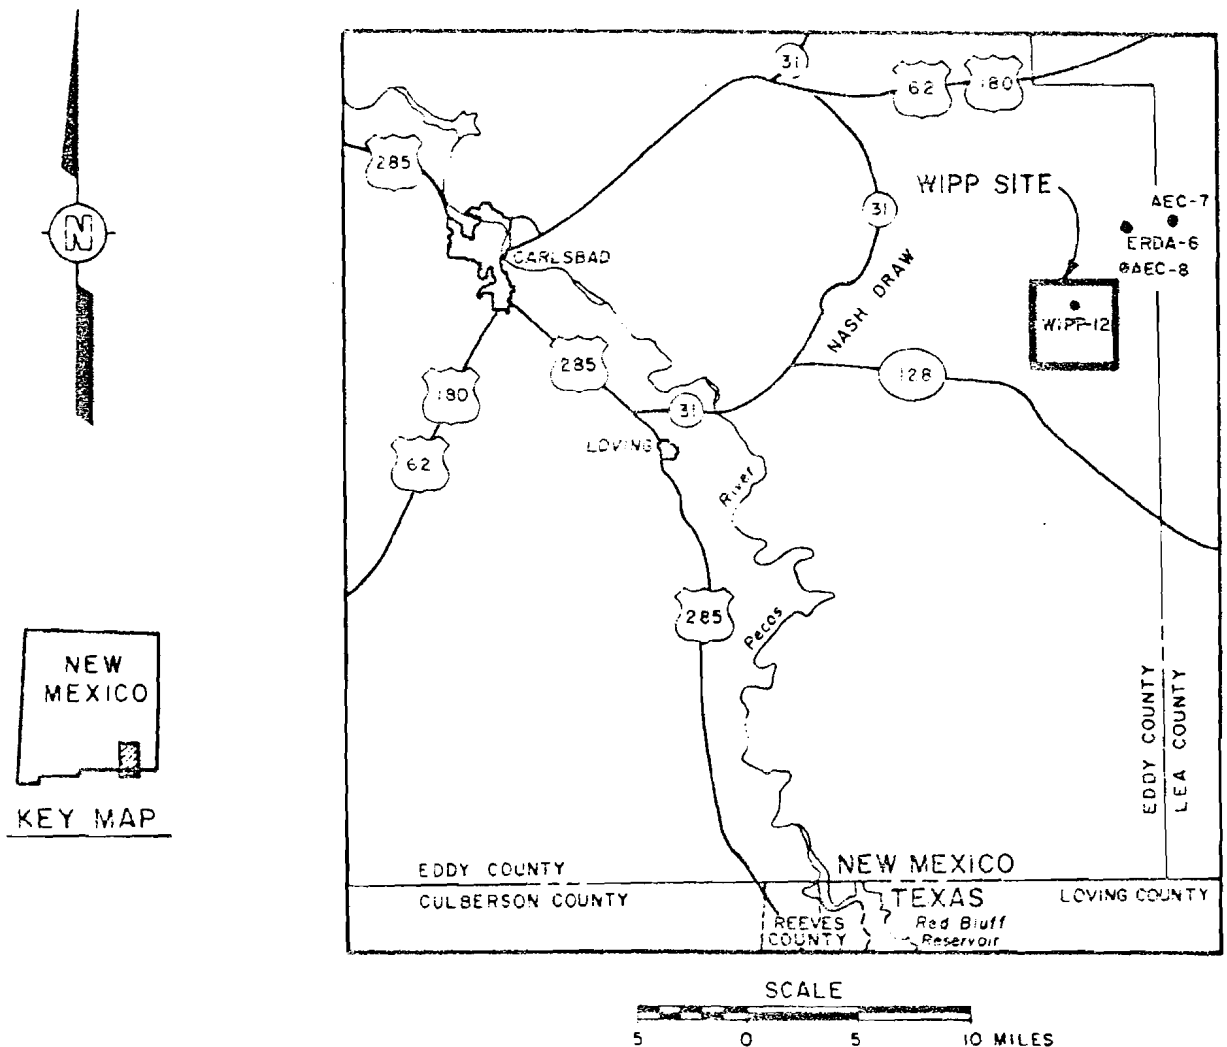 31
62
180
285
WIPP SITE
31
AEC-7
ERDA-6
AEC-8
N
CARLSBAD
NASH DRAW
WIPP-12
285
128
180
31
LOVING
62
River
285
Pecos
NEW
MEXICO
KEY MAP
EDDY COUNTY
LEA COUNTY
EDDY COUNTY
NEW MEXICO
CULBERSON COUNTY
TEXAS
LOVING COUNTY
REEVES
COUNTY
Red Bluff
Reservoir
SCALE
5 0 5 10 MILES